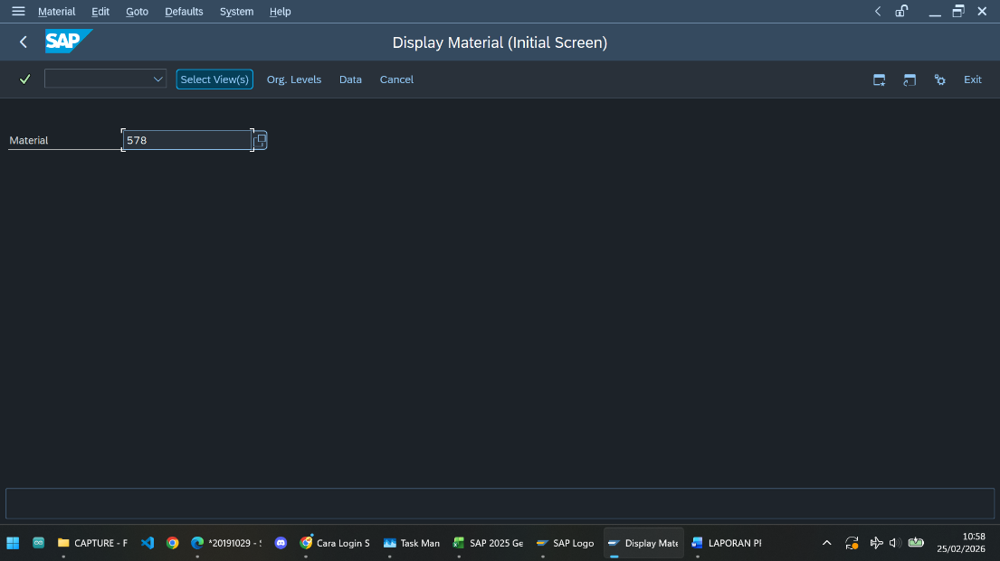 Material Edit Goto Defaults System Help
SAP Display Material (Initial Screen)
Select View(s) Org. Levels Data Cancel Exit
Material 578
CAPTURE - F *20191029 - S Cara Login S Task Man SAP 2025 Ge SAP Logo Display Mate LAPORAN PF 10:58
25/02/2026